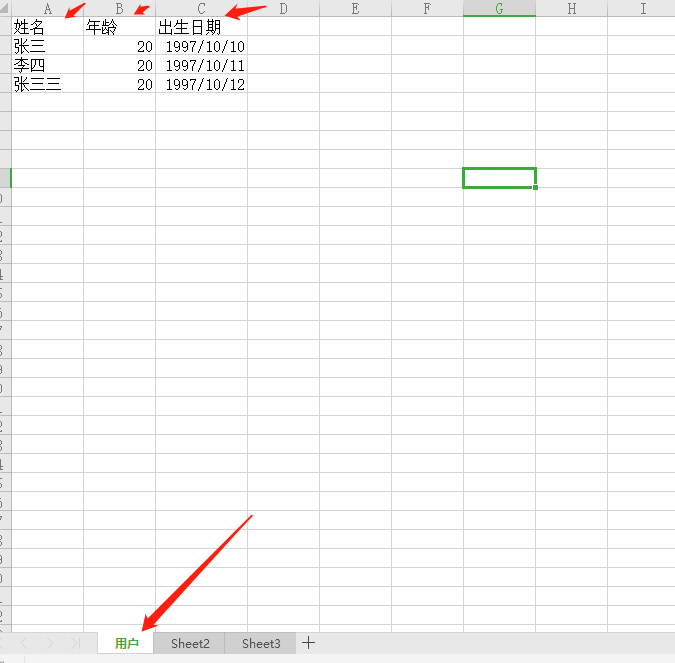 A B C D E F G H I
姓名 年龄 出生日期
张三 20 1997/10/10
李四 20 1997/10/11
张三三 20 1997/10/12
用户 Sheet2 Sheet3